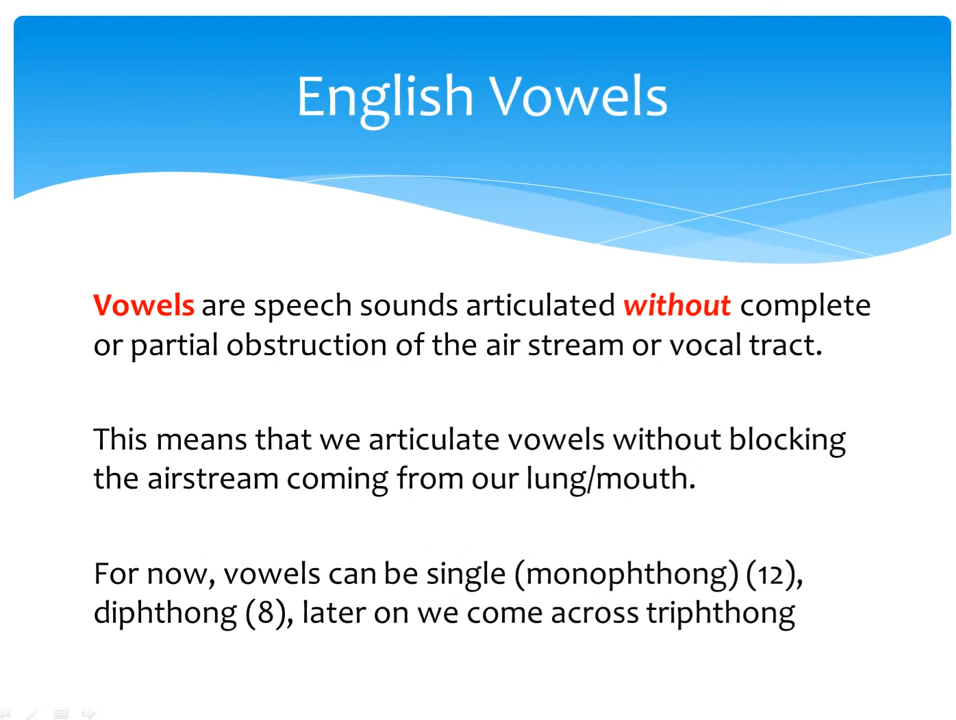 English Vowels
Vowels are speech sounds articulated without complete
or partial obstruction of the air stream or vocal tract.
This means that we articulate vowels without blocking
the airstream coming from our lung/mouth.
For now, vowels can be single (monophthong) (12),
diphthong (8), later on we come across triphthong